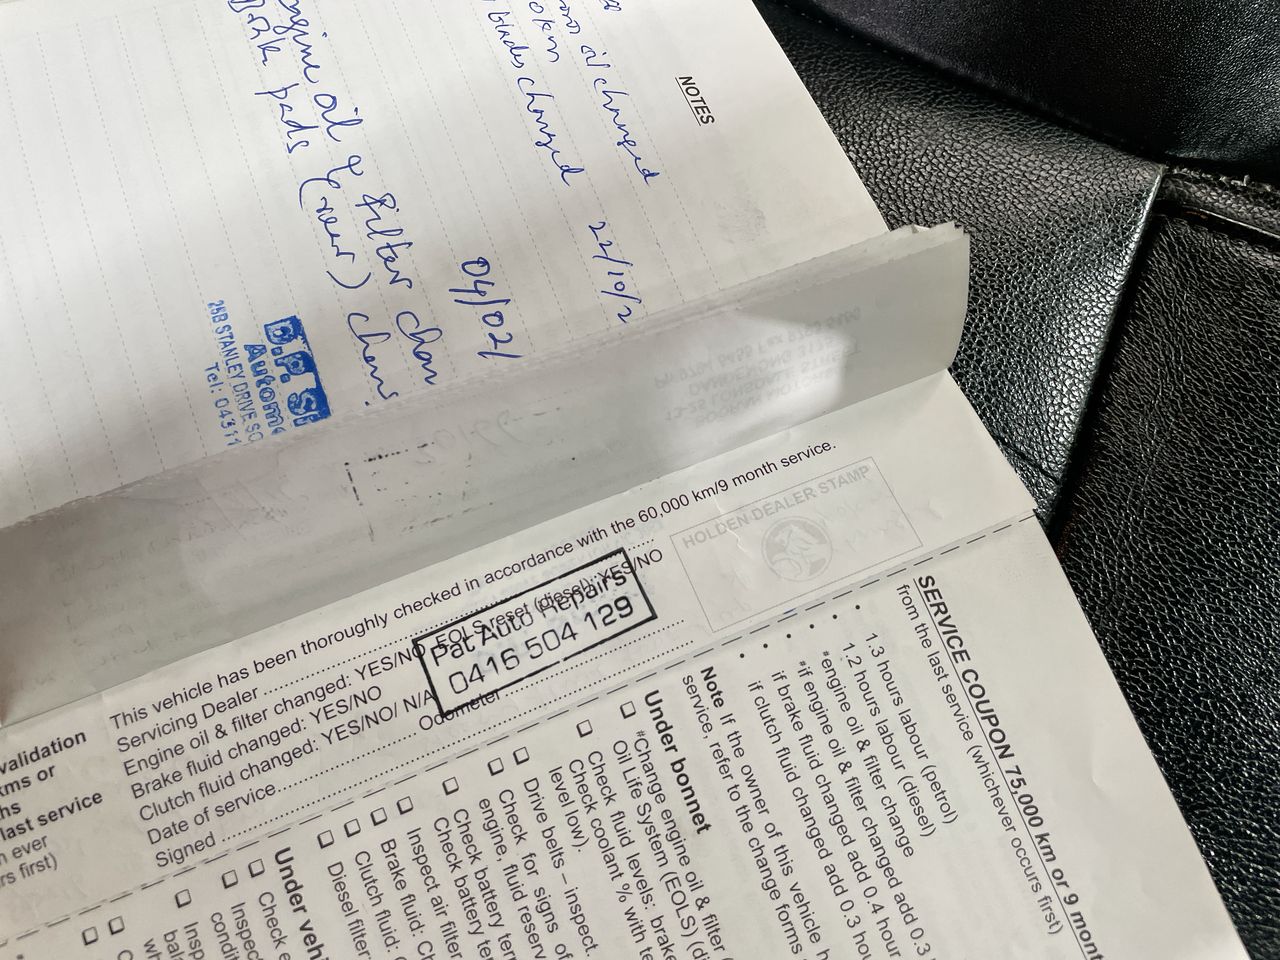 NOTES
oil changed
changed 22/10/2
04/02/
engine oil & filter chan
pads (rear)
D.P. S
Autom
25B STANLEY DRIVE SO
Tel: 043
This vehicle has been thoroughly checked in accordance with the 60,000 km/9 month service.
Servicing Dealer
Engine oil & filter changed: YES/NO EOLS reset (diesel): YES/NO
Brake fluid changed: YES/NO
Clutch fluid changed: YES/NO/ N/A
Date of service Odometer
Signed
Pat Auto Repairs
0416 504 129
HOLDEN DEALER STAMP
validation
kms or
hs
last service
ever
rs first)
SERVICE COUPON 75,000 km or 9 mont
from the last service (whichever occurs first)
• 1.3 hours labour (petrol)
1.2 hours labour (diesel)
• #engine oil & filter change
• #if engine oil & filter changed add 0.3
• if brake fluid changed add 0.4 hour
• if clutch fluid changed add 0.3 hou
Note If the owner of this vehicle h
service, refer to the change forms
Under bonnet
☐ #Change engine oil & filter
Oil Life System (EOLS) (di
☐ Check fluid levels: brake
Check coolant % with te
level low).
☐ Drive belts – inspect.
☐ Check for signs of
engine, fluid reserv
☐ Check battery ter
Check battery te
☐ Inspect air filter
☐ Brake fluid: Ch
☐ Clutch fluid:
☐ Diesel filter
Under vehi
☐ Check e
☐ Inspec
condit
☐ Insp
bala